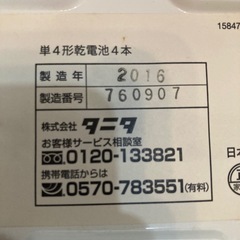 15847
単4形乾電池4本
製造年 2016
製造番号 760907
株式会社 タニタ
お客様サービス相談室
0120-133821
携帯電話からは
0570-783551(有料)
日本